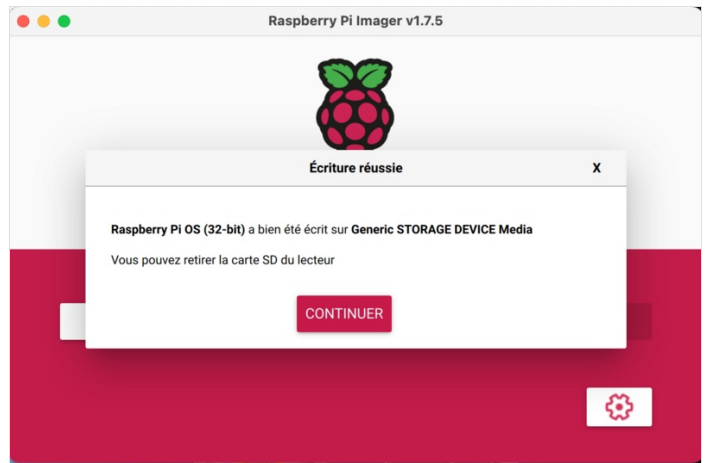 Raspberry Pi Imager v1.7.5
Écriture réussie
X
Raspberry Pi OS (32-bit) a bien été écrit sur Generic STORAGE DEVICE Media
Vous pouvez retirer la carte SD du lecteur
CONTINUER